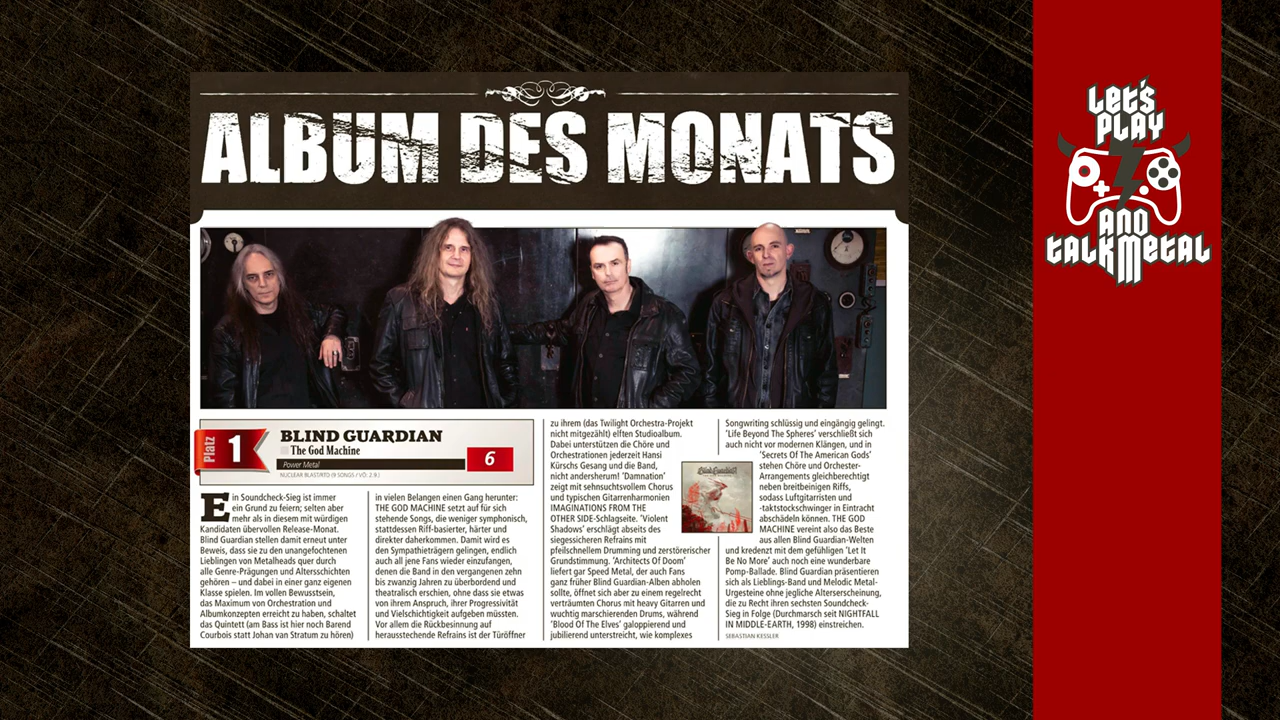 ALBUM DES MONATS
Platz
1
BLIND GUARDIAN
The God Machine
Power Metal
6
NUCLEAR BLAST/RTD (9 SONGS / VÖ: 2.9.)
Ein Soundcheck-Sieg ist immer
ein Grund zu feiern; selten aber
mehr als in diesem mit würdigen
Kandidaten übervollen Release-Monat.
Blind Guardian stellen damit erneut unter
Beweis, dass sie zu den unangefochtenen
Lieblingen von Metalheads quer durch
alle Genre-Prägungen und Altersschichten
gehören – und dabei in einer ganz eigenen
Klasse spielen. Im vollen Bewusstsein,
das Maximum von Orchestration und
Albumkonzepten erreicht zu haben, schaltet
das Quintett (am Bass ist hier noch Barend
Courbois statt Johan van Stratum zu hören)
in vielen Belangen einen Gang herunter:
THE GOD MACHINE setzt auf für sich
stehende Songs, die weniger symphonisch,
stattdessen Riff-basierter, härter und
direkter daherkommen. Damit wird es
den Sympathieträgern gelingen, endlich
auch all jene Fans wieder einzufangen,
denen die Band in den vergangenen zehn
bis zwanzig Jahren zu überbordend und
theatralisch erschien, ohne dass sie etwas
von ihrem Anspruch, ihrer Progressivität
und Vielschichtigkeit aufgeben müssten.
Vor allem die Rückbesinnung auf
herausstechende Refrains ist der Türöffner
zu ihrem (das Twilight Orchestra-Projekt
nicht mitgezählt) elften Studioalbum.
Dabei unterstützen die Chöre und
Orchestrationen jederzeit Hansi
Kürschs Gesang und die Band,
nicht andersherum! ‘Damnation’
zeigt mit sehnsuchtsvollem Chorus
und typischen Gitarrenharmonien
IMAGINATIONS FROM THE
OTHER SIDE-Schlagseite. ‘Violent
Shadows’ erschlägt abseits des
siegessicheren Refrains mit
pfeilschnellem Drumming und zerstörerischer
Grundstimmung. ‘Architects Of Doom’
liefert gar Speed Metal, der auch Fans
ganz früher Blind Guardian-Alben abholen
sollte, öffnet sich aber zu einem regelrecht
verträumten Chorus mit heavy Gitarren und
wuchtig marschierenden Drums, während
‘Blood Of The Elves’ galoppierend und
jubilierend unterstreicht, wie komplexes
Songwriting schlüssig und eingängig gelingt.
‘Life Beyond The Spheres’ verschließt sich
auch nicht vor modernen Klängen, und in
‘Secrets Of The American Gods’
stehen Chöre und Orchester-
Arrangements gleichberechtigt
neben breitbeinigen Riffs,
sodass Luftgitarristen und
-taktstockschwinger in Eintracht
abschädeln können. THE GOD
MACHINE vereint also das Beste
aus allen Blind Guardian-Welten
und kredenzt mit dem gefühligen ‘Let It
Be No More’ auch noch eine wunderbare
Pomp-Ballade. Blind Guardian präsentieren
sich als Lieblings-Band und Melodic Metal-
Urgesteine ohne jegliche Alterserscheinung,
die zu Recht ihren sechsten Soundcheck-
Sieg in Folge (Durchmarsch seit NIGHTFALL
IN MIDDLE-EARTH, 1998) einstreichen.
SEBASTIAN KESSLER
Blind Guardian
Let's
PLAY
AND
talkMetal